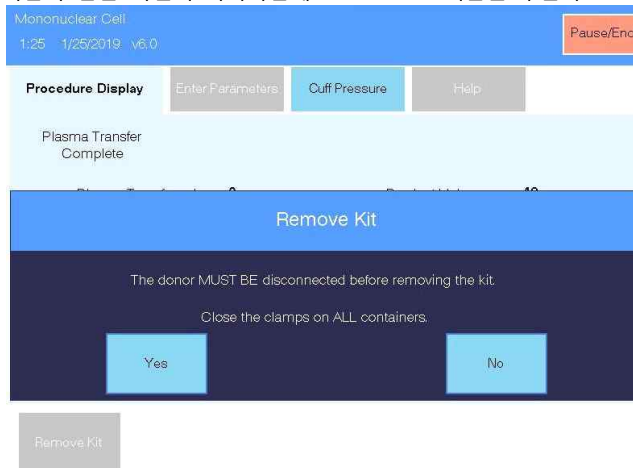 Mononuclear Cell
Pause/End
1:25 1/25/2019 v6.0
Procedure Display
Enter Parameters
Cuff Pressure
Help
Plasma Transfer
Complete
Remove Kit
The donor MUST BE disconnected before removing the kit.
Close the clamps on ALL containers.
Yes
No
Remove Kit